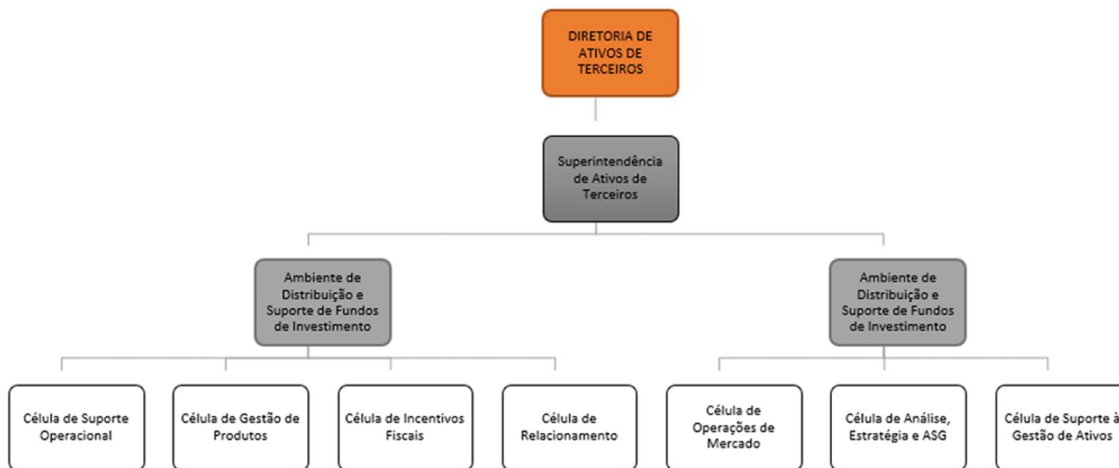 DIRETORIA DE
ATIVOS DE
TERCEIROS
Superintendência
de Ativos de
Terceiros
Ambiente de
Distribuição e
Suporte de Fundos
de Investimento
Ambiente de
Distribuição e
Suporte de Fundos
de Investimento
Célula de Suporte
Operacional
Célula de Gestão de
Produtos
Célula de Incentivos
Fiscais
Célula de
Relacionamento
Célula de
Operações de
Mercado
Célula de Análise,
Estratégia e ASG
Célula de Suporte à
Gestão de Ativos